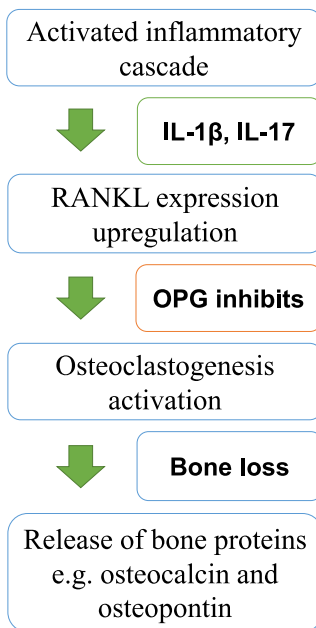 Activated inflammatory
cascade
IL-1β, IL-17
RANKL expression
upregulation
OPG inhibits
Osteoclastogenesis
activation
Bone loss
Release of bone proteins
e.g. osteocalcin and
osteopontin